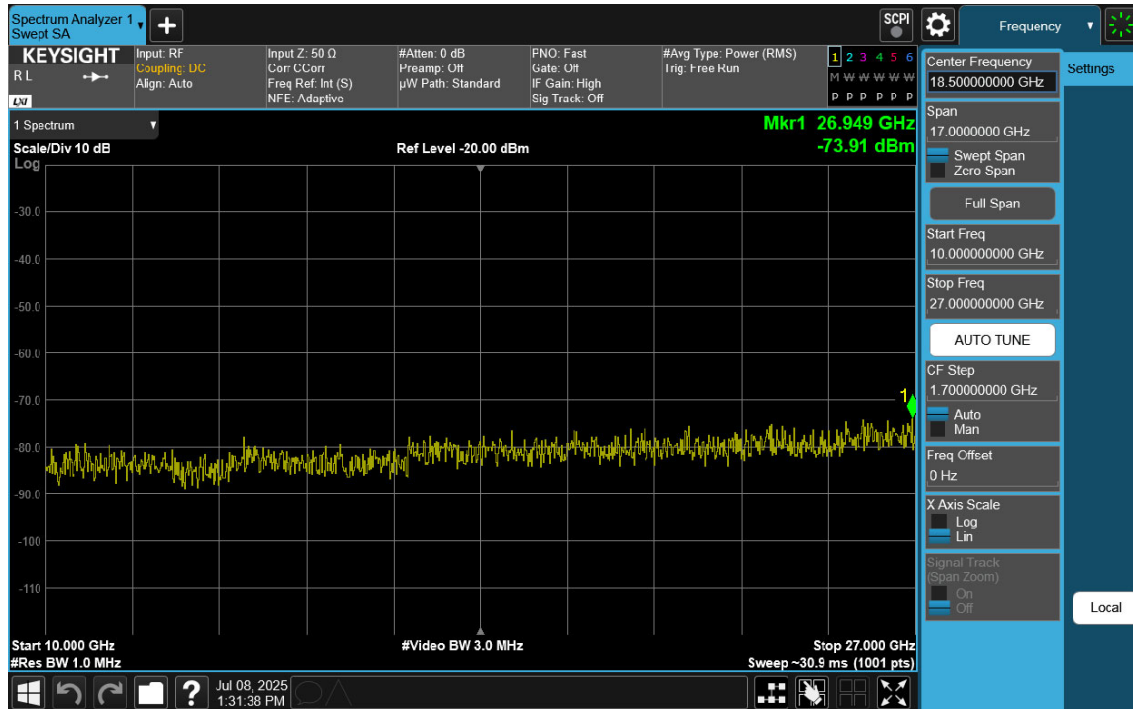 Spectrum Analyzer 1
Swept SA
SCPI
Frequency
KEYSIGHT
R L
LXI
Input: RF
Coupling: DC
Align: Auto
Input Z: 50 Ω
Corr CCorr
Freq Ref: Int (S)
NFE: Adaptive
#Atten: 0 dB
Preamp: Off
µW Path: Standard
PNO: Fast
Gate: Off
IF Gain: High
Sig Track: Off
#Avg Type: Power (RMS)
Trig: Free Run
1 2 3 4 5 6
M W W W W W
P P P P P P
1 Spectrum
Scale/Div 10 dB
Log
Ref Level -20.00 dBm
Mkr1 26.949 GHz
-73.91 dBm
-30.0
-40.0
-50.0
-60.0
-70.0
-80.0
-90.0
-100
-110
1
Start 10.000 GHz
#Res BW 1.0 MHz
#Video BW 3.0 MHz
Stop 27.000 GHz
Sweep ~30.9 ms (1001 pts)
Center Frequency
18.500000000 GHz
Span
17.0000000 GHz
Swept Span
Zero Span
Full Span
Start Freq
10.000000000 GHz
Stop Freq
27.000000000 GHz
AUTO TUNE
CF Step
1.700000000 GHz
Auto
Man
Freq Offset
0 Hz
X Axis Scale
Log
Lin
Signal Track
(Span Zoom)
On
Off
Settings
Local
?
Jul 08, 2025
1:31:38 PM